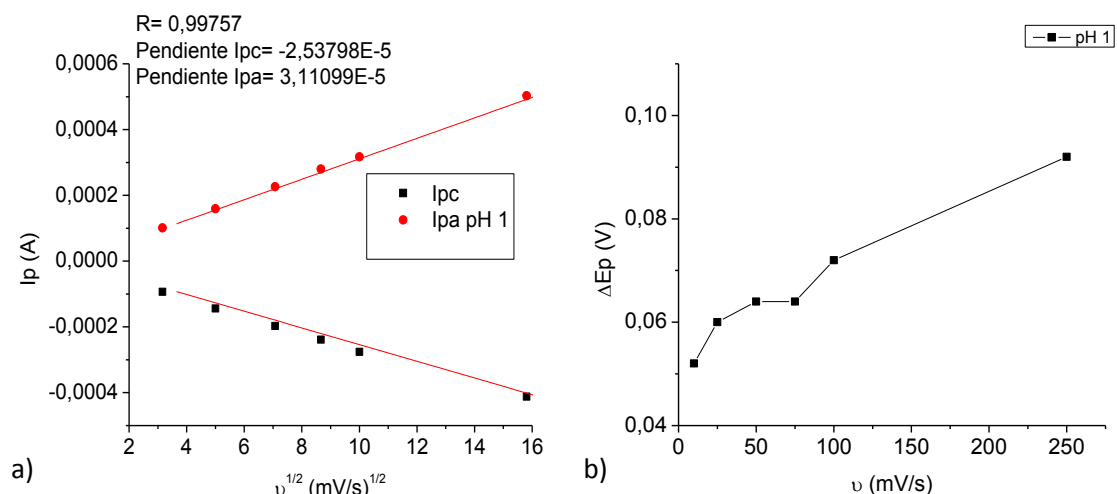 R= 0,99757
Pendiente Ipc= -2,53798E-5
Pendiente Ipa= 3,11099E-5
0,0006
0,0004
0,0002
0,0000
-0,0002
-0,0004
Ip (A)
Ipc
Ipa pH 1
2 4 6 8 10 12 14 16
a)
υ1/2 (mV/s)1/2
pH 1
0,10
0,08
0,06
0,04
ΔEp (V)
0 50 100 150 200 250
b)
υ (mV/s)